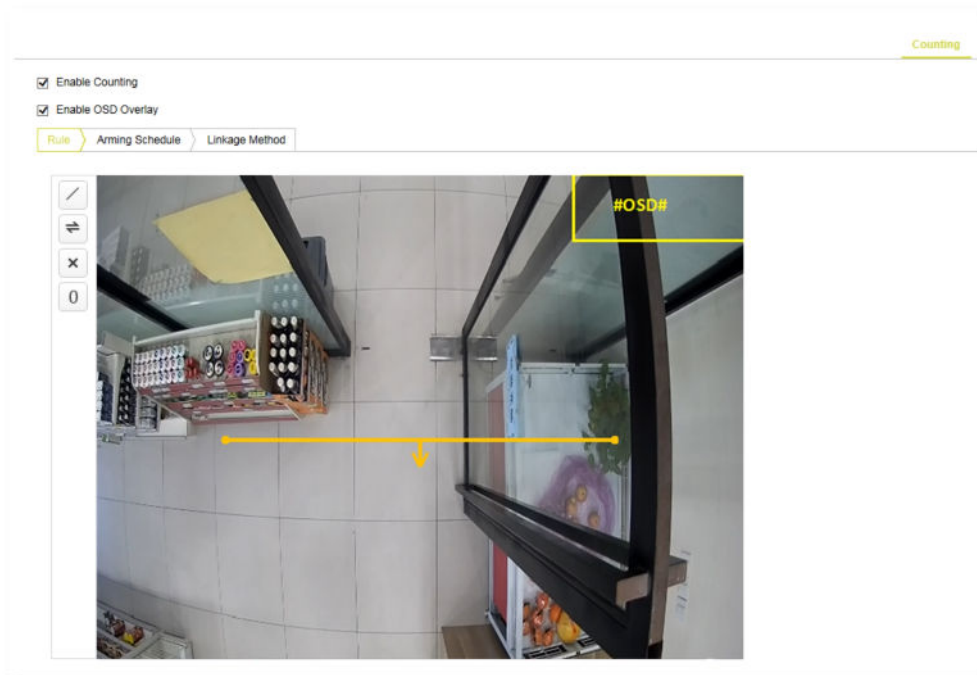 Counting
Enable Counting
Enable OSD Overlay
Rule Arming Schedule Linkage Method
#OSD#
0